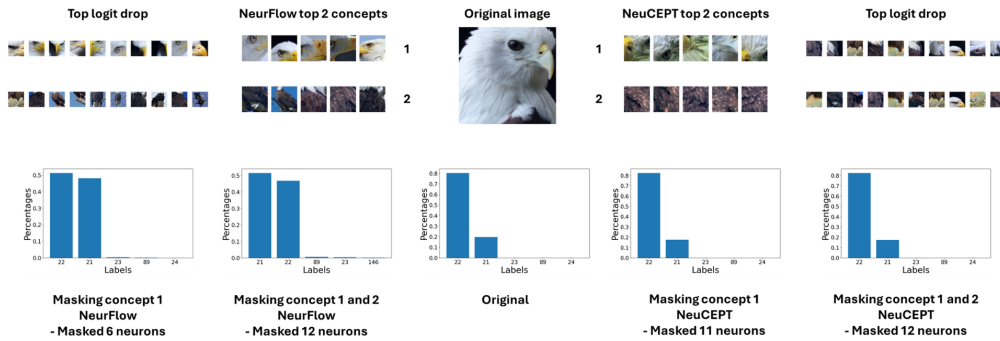 Top logit drop
NeurFlow top 2 concepts
Original image
NeuCEPT top 2 concepts
Top logit drop
1
1
2
2
0.5
0.4
0.3
0.2
0.1
0.0
Percentages
22 21 23 89 24
Labels
0.5
0.4
0.3
0.2
0.1
0.0
Percentages
21 22 89 23 146
Labels
0.8
0.7
0.6
0.5
0.4
0.3
0.2
0.1
0.0
Percentages
22 21 23 89 24
Labels
0.8
0.7
0.6
0.5
0.4
0.3
0.2
0.1
0.0
Percentages
22 21 23 89 24
Labels
0.8
0.7
0.6
0.5
0.4
0.3
0.2
0.1
0.0
Percentages
22 21 23 89 24
Labels
Masking concept 1
NeurFlow
- Masked 6 neurons
Masking concept 1 and 2
NeurFlow
- Masked 12 neurons
Original
Masking concept 1
NeuCEPT
- Masked 11 neurons
Masking concept 1 and 2
NeuCEPT
- Masked 12 neurons